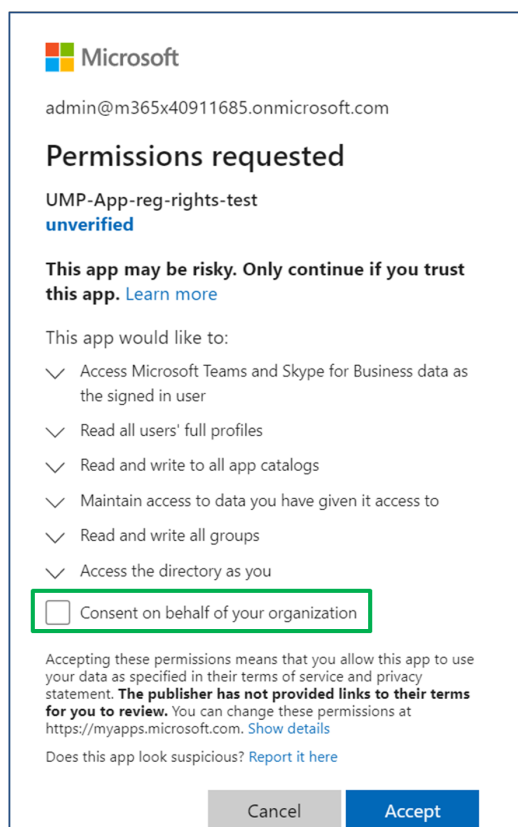 Microsoft
admin@m365x40911685.onmicrosoft.com
Permissions requested
UMP-App-reg-rights-test
unverified
This app may be risky. Only continue if you trust
this app. Learn more
This app would like to:
Access Microsoft Teams and Skype for Business data as
the signed in user
Read all users' full profiles
Read and write to all app catalogs
Maintain access to data you have given it access to
Read and write all groups
Access the directory as you
Consent on behalf of your organization
Accepting these permissions means that you allow this app to use
your data as specified in their terms of service and privacy
statement. The publisher has not provided links to their terms
for you to review. You can change these permissions at
https://myapps.microsoft.com. Show details
Does this app look suspicious? Report it here
Cancel
Accept